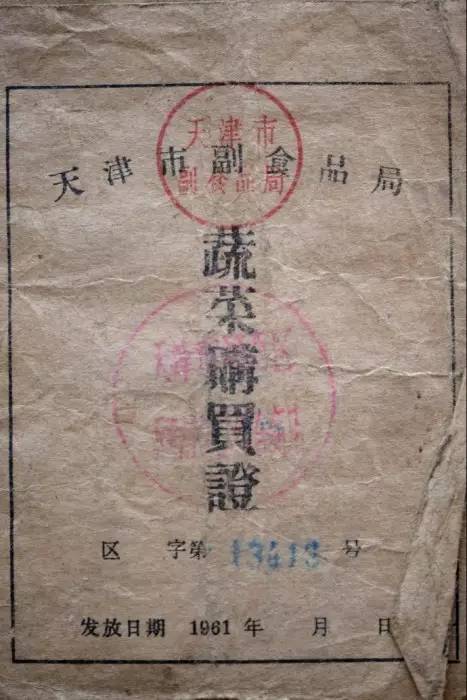 天津市副食品局
天津市
副食品局
蔬菜購買證
区 字第 13413 号
发放日期 1961 年 月 日